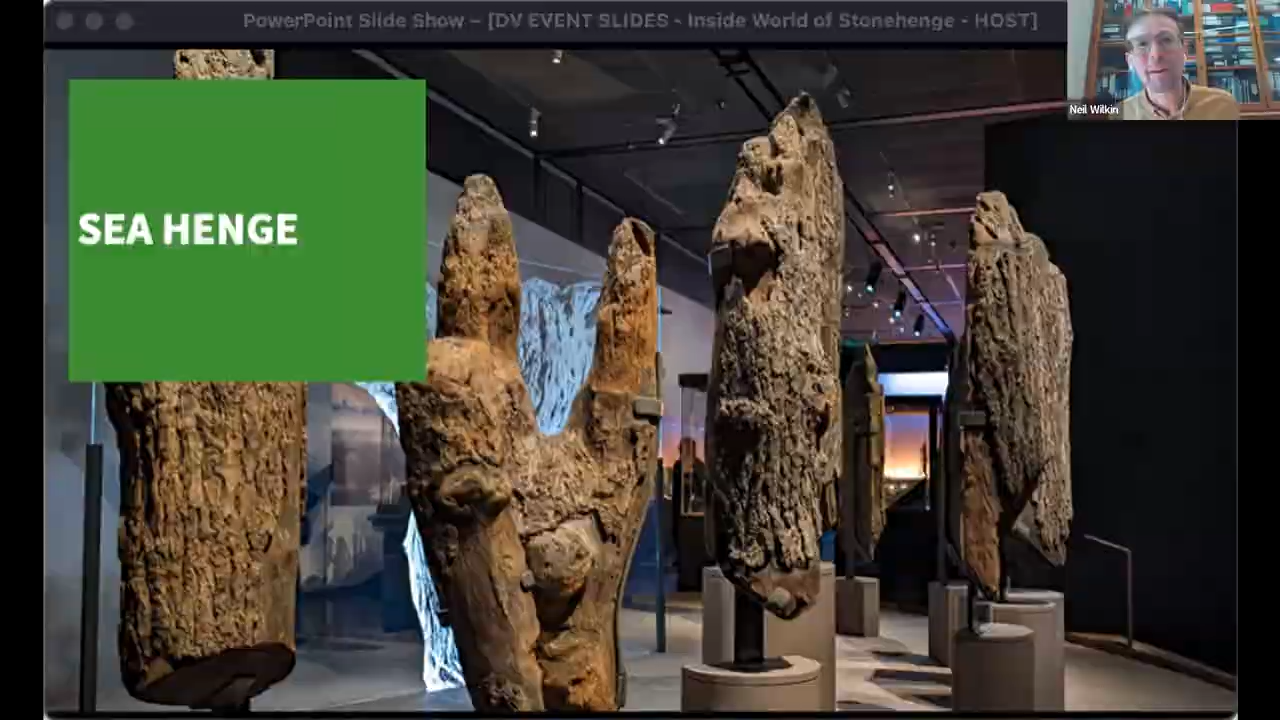 PowerPoint Slide Show – [DV EVENT SLIDES - Inside World of Stonehenge - HOST]
Neil Wilkin
SEA HENGE